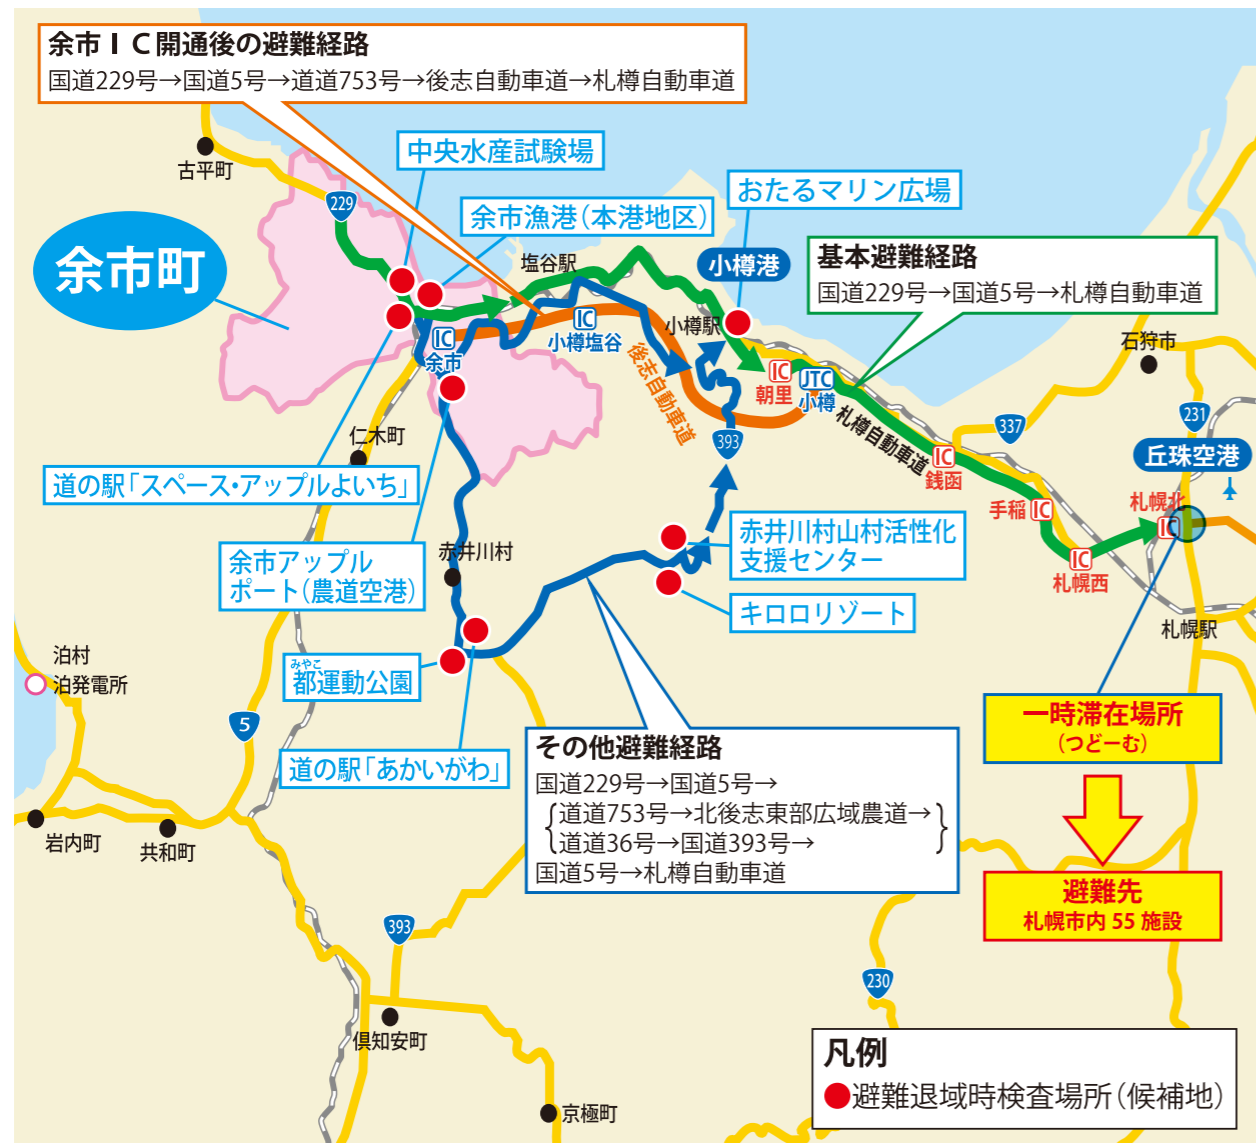 余市IC開通後の避難経路
国道229号→国道5号→道道753号→後志自動車道→札樽自動車道
古平町
中央水産試験場
229
余市漁港(本港地区)
おたるマリン広場
余市町
塩谷駅
小樽港
基本避難経路
国道229号→国道5号→札樽自動車道
小樽駅
石狩市
IC
余市
IC
小樽塩谷
後志自動車道
IC
朝里
JTC
小樽
札樽自動車道
337
231
仁木町
393
丘珠空港
IC
銭函
道の駅「スペース・アップルよいち」
手稲
IC
札幌北
IC
赤井川村山村活性化
支援センター
余市アップル
ポート(農道空港)
赤井川村
IC
札幌西
キロロリゾート
札幌駅
泊村
泊発電所
みやこ
都運動公園
一時滞在場所
(つどーむ)
5
道の駅「あかいがわ」
その他避難経路
国道229号→国道5号→
{道道753号→北後志東部広域農道→}
{道道36号→国道393号→}
国道5号→札樽自動車道
岩内町
共和町
避難先
札幌市内 55 施設
393
230
倶知安町
京極町
凡例
●避難退域時検査場所(候補地)